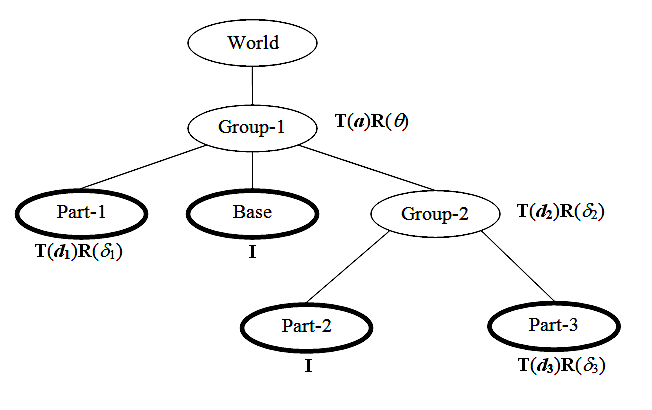 World
Group-1
T(a)R(θ)
Part-1
Base
Group-2
T(d₂)R(δ₂)
T(d₁)R(δ₁)
I
Part-2
Part-3
I
T(d₃)R(δ₃)